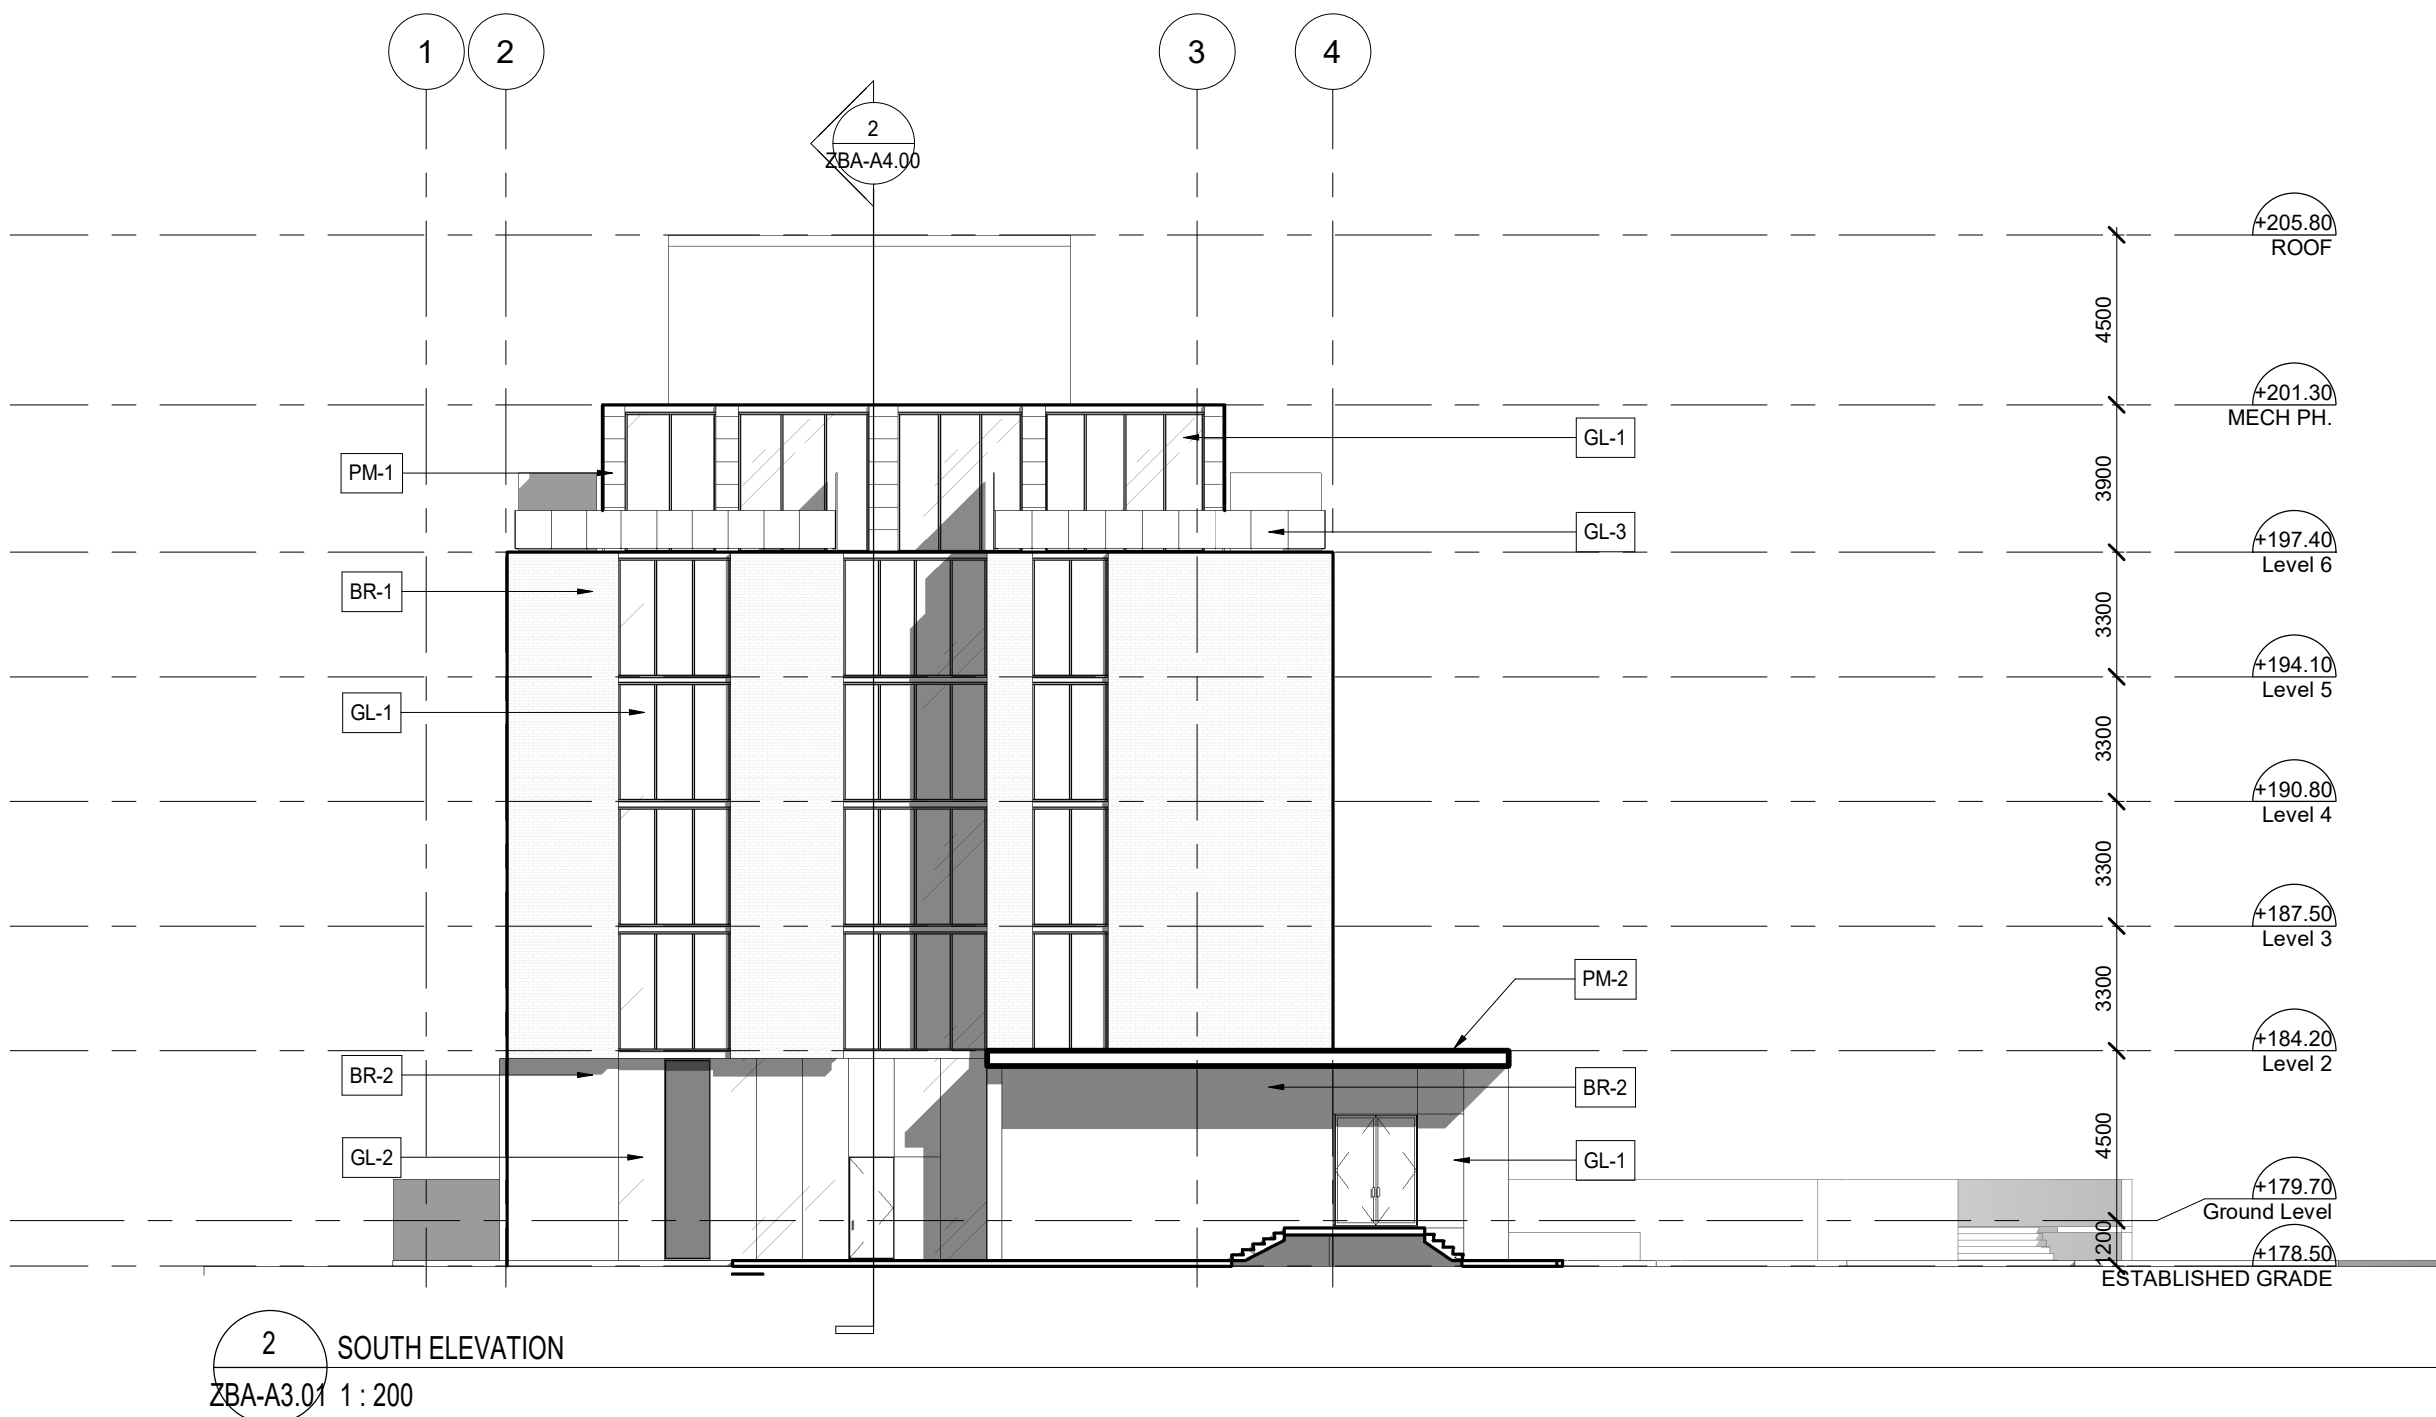 1
2
3
4
2
ZBA-A4.00
+205.80
ROOF
4500
+201.30
MECH PH.
GL-1
PM-1
3900
GL-3
+197.40
Level 6
BR-1
3300
+194.10
Level 5
GL-1
3300
+190.80
Level 4
3300
+187.50
Level 3
PM-2
3300
+184.20
Level 2
BR-2
BR-2
4500
GL-2
GL-1
+179.70
Ground Level
1200
+178.50
ESTABLISHED GRADE
2
SOUTH ELEVATION
ZBA-A3.01
1 : 200